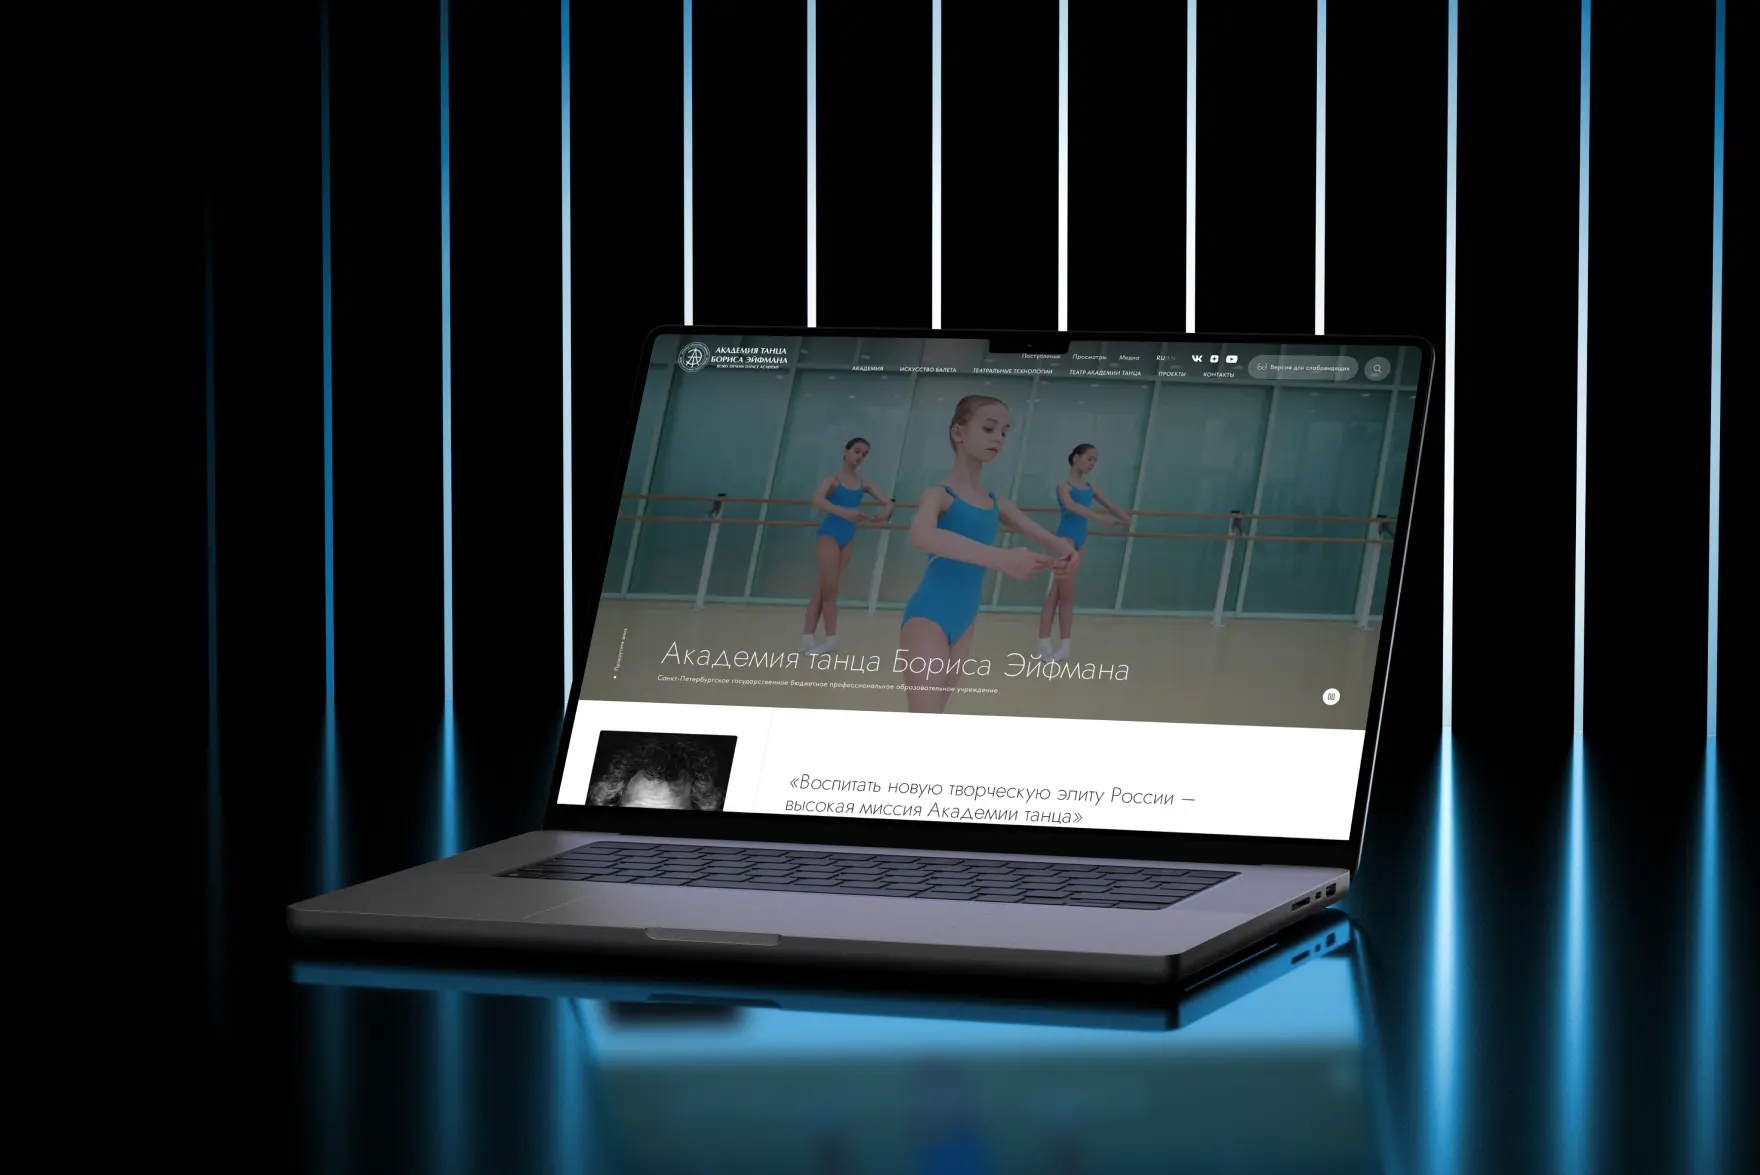 АКАДЕМИЯ ТАНЦА
БОРИСА ЭЙФМАНА
BORIS EIFMAN DANCE ACADEMY
Поступление Просмотры Медиа RU EN
АКАДЕМИЯ ИСКУССТВО БАЛЕТА ТЕАТРАЛЬНЫЕ ТЕХНОЛОГИИ ТЕАТР АКАДЕМИИ ТАНЦА ПРОЕКТЫ КОНТАКТЫ
Версия для слабовидящих
Прокрутите вниз
Академия танца Бориса Эйфмана
Санкт-Петербургское государственное бюджетное профессиональное образовательное учреждение
«Воспитать новую творческую элиту России —
высокая миссия Академии танца»